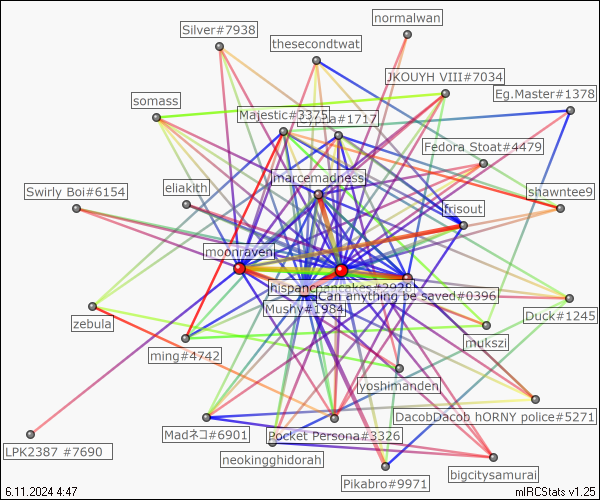 normalwan
Silver#7938
thesecondtwat
JKOUYH VIII#7034
Eg.Master#1378
somass
Majestic#3375
#1717
Fedora Stoat#4479
marcemadness
eliakith
Swirly Boi#6154
shawntee9
frisout
moonraven
hispanicpancakes#2928
Can anything be saved#0396
Mushy#1984
Duck#1245
zebula
mukszi
ming#4742
yoshimanden
DacobDacob hORNY police#5271
Madネコ#6901
Pocket Persona#3326
LPK2387 #7690
neokingghidorah
bigcitysamurai
Pikabro#9971
6.11.2024 4:47
mIRCStats v1.25